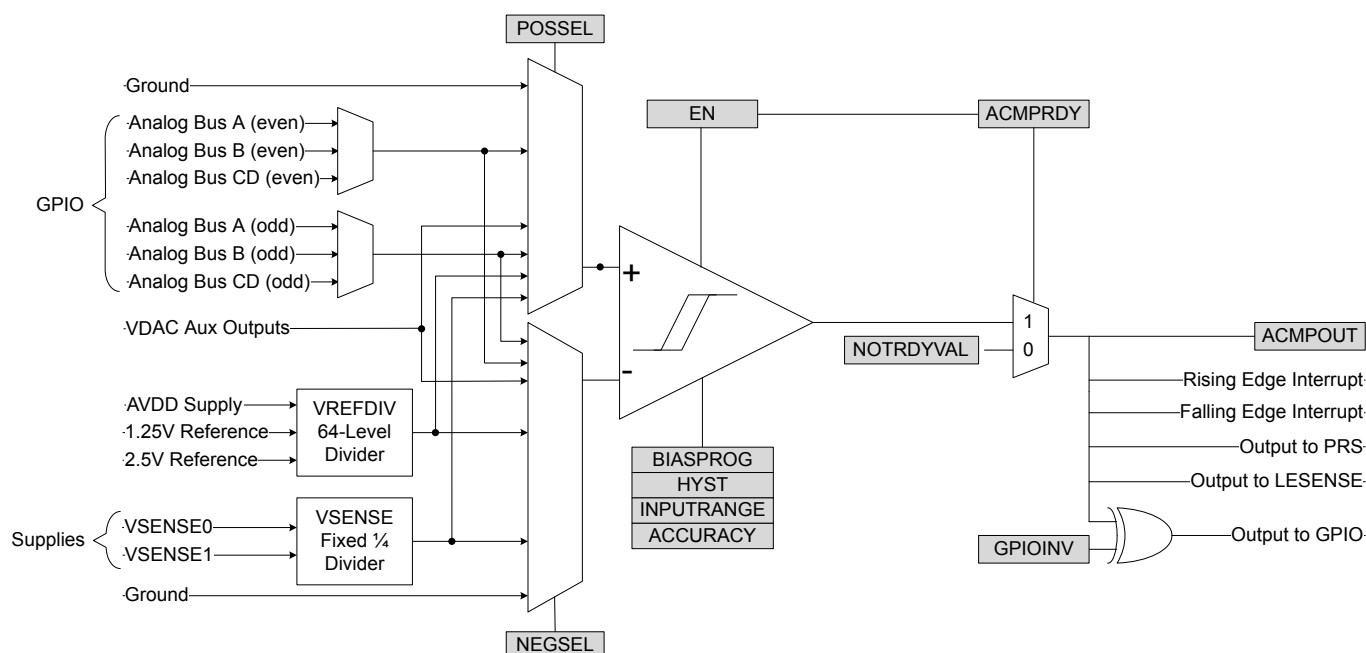 POSSEL
Ground
Analog Bus A (even)
Analog Bus B (even)
Analog Bus CD (even)
GPIO
Analog Bus A (odd)
Analog Bus B (odd)
Analog Bus CD (odd)
VDAC Aux Outputs
AVDD Supply
1.25V Reference
2.5V Reference
VREFDIV
64-Level
Divider
Supplies
VSENSE0
VSENSE1
VSENSE
Fixed ¼
Divider
Ground
NEGSEL
EN
ACMPRDY
+
-
BIASPROG
HYST
INPUTRANGE
ACCURACY
NOTRDYVAL
1
0
ACMPOUT
Rising Edge Interrupt
Falling Edge Interrupt
Output to PRS
Output to LESENSE
GPIOINV
Output to GPIO